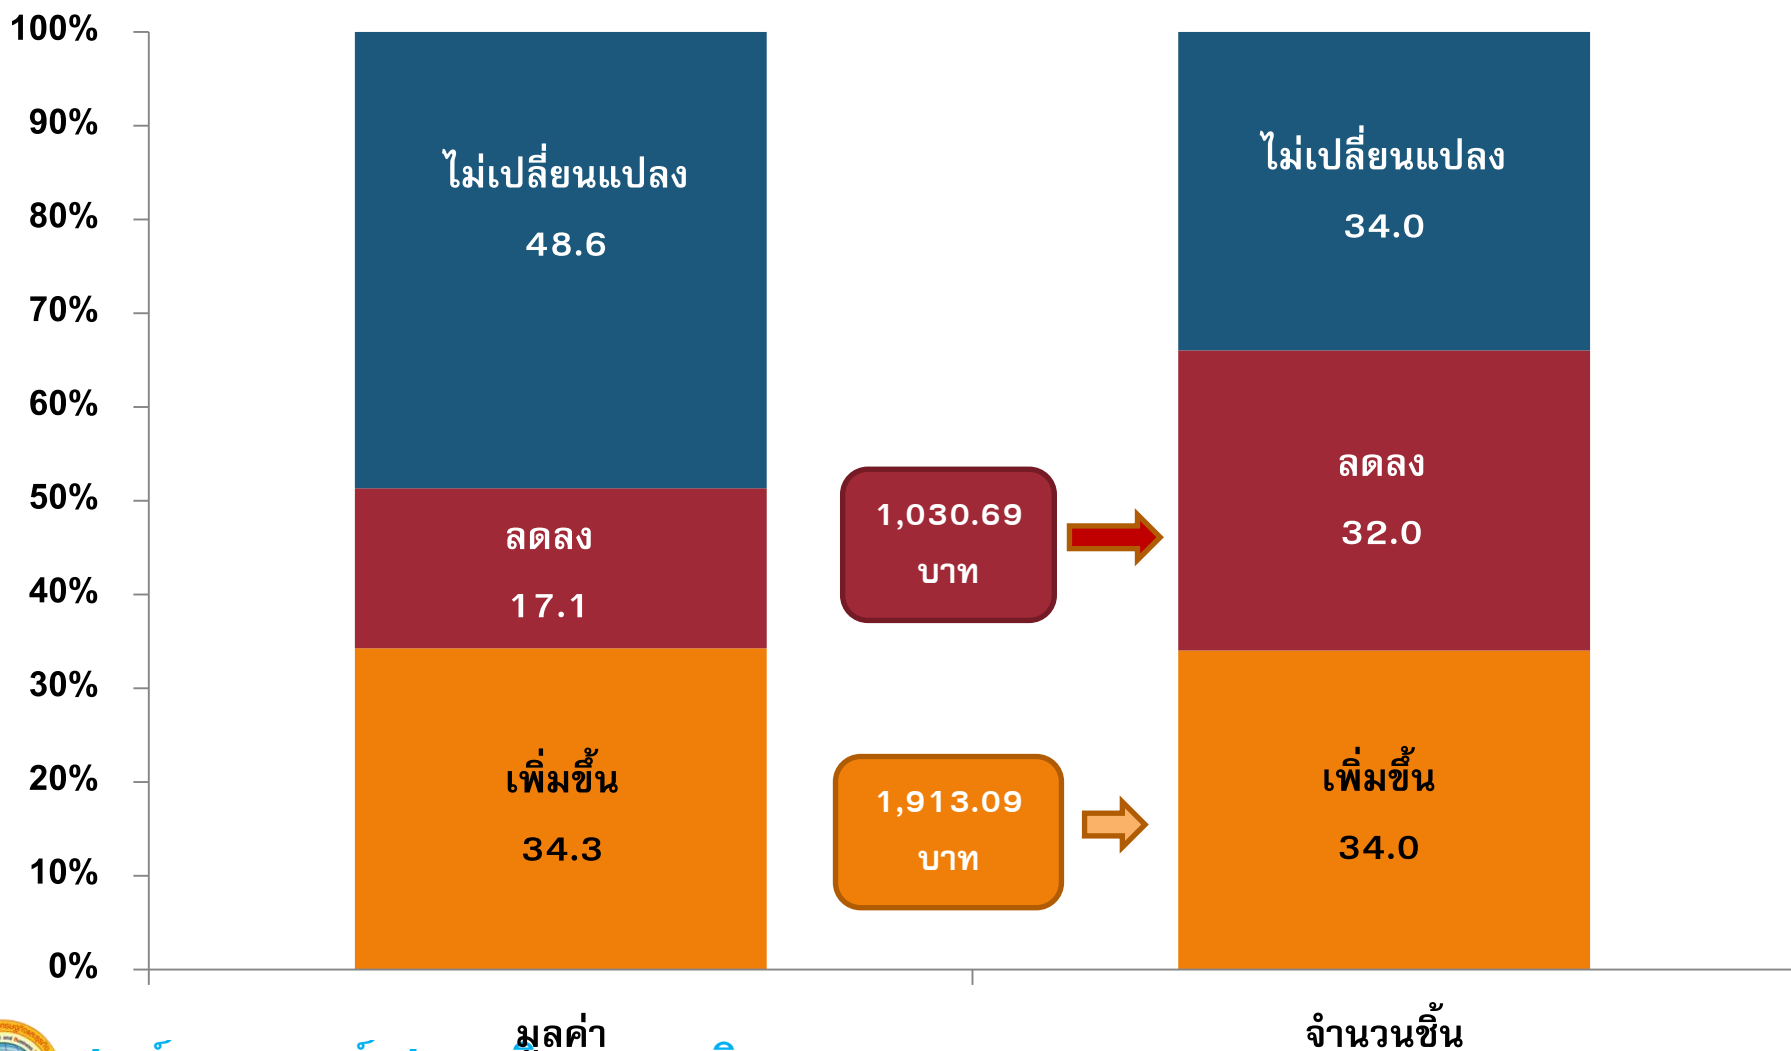 100%
90%
80%
70%
60%
50%
40%
30%
20%
10%
0%
ไม่เปลี่ยนแปลง
48.6
ลดลง
17.1
เพิ่มขึ้น
34.3
1,030.69
บาท
1,913.09
บาท
ไม่เปลี่ยนแปลง
34.0
ลดลง
32.0
เพิ่มขึ้น
34.0
มูลค่า
จำนวนชิ้น